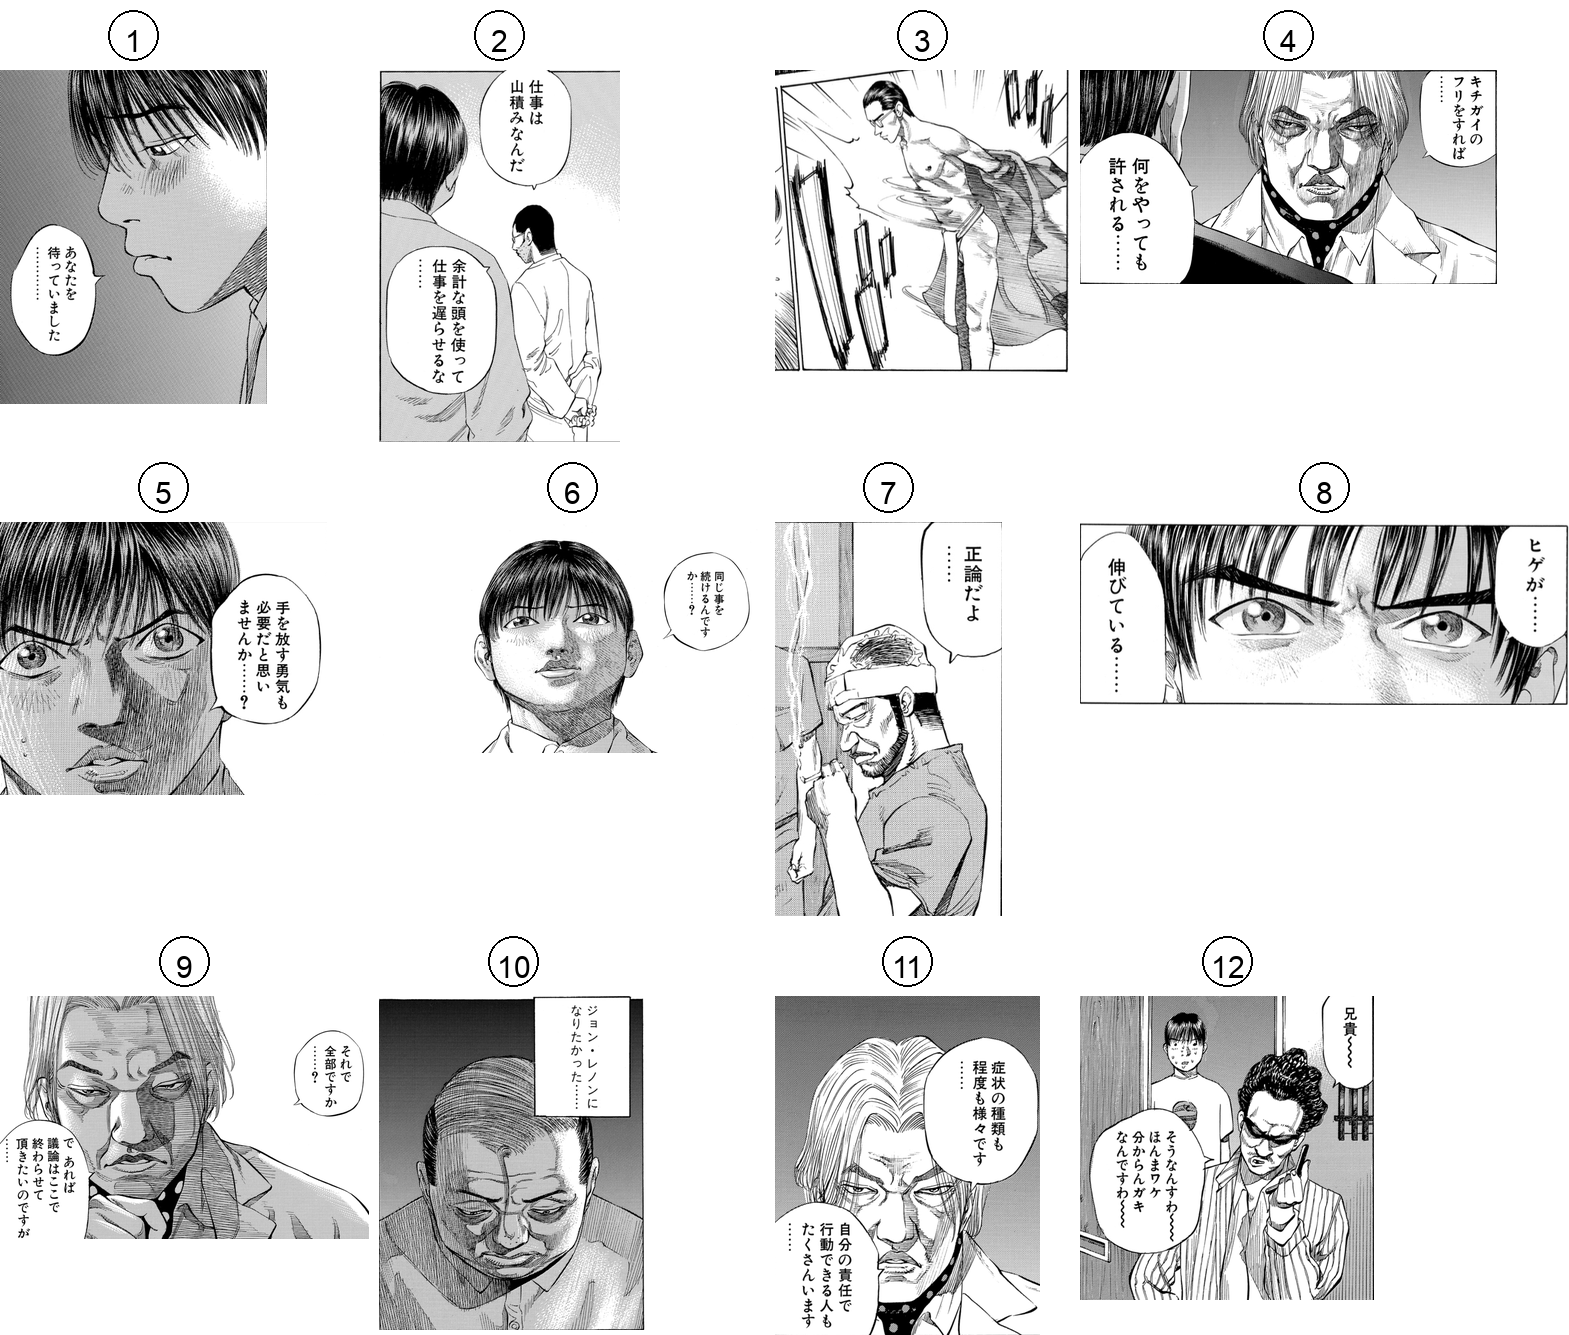 1
あなたを
待っていました
…………
2
仕事は
山積みなんだ
余計な頭を使って
仕事を遅らせるな
……
3
4
キチガイの
フリをすれば
……
何をやっても
許される……
5
手を放す勇気も
必要だと思い
ませんか……?
6
同じ事を
続けるんです
か……?
7
正論だよ
……
8
ヒゲが……
伸びている……
9
それで
全部ですか
……?
で あれば
議論はここで
終わらせて
頂きたいのですが
……
10
ジョン・レノンに
なりたかった……
11
症状の種類も
程度も様々です
……
自分の責任で
行動できる人も
たくさんいます
……
12
兄貴〜〜
そうなんすわ〜〜
ほんまワケ
分からんガキ
なんですわ〜〜